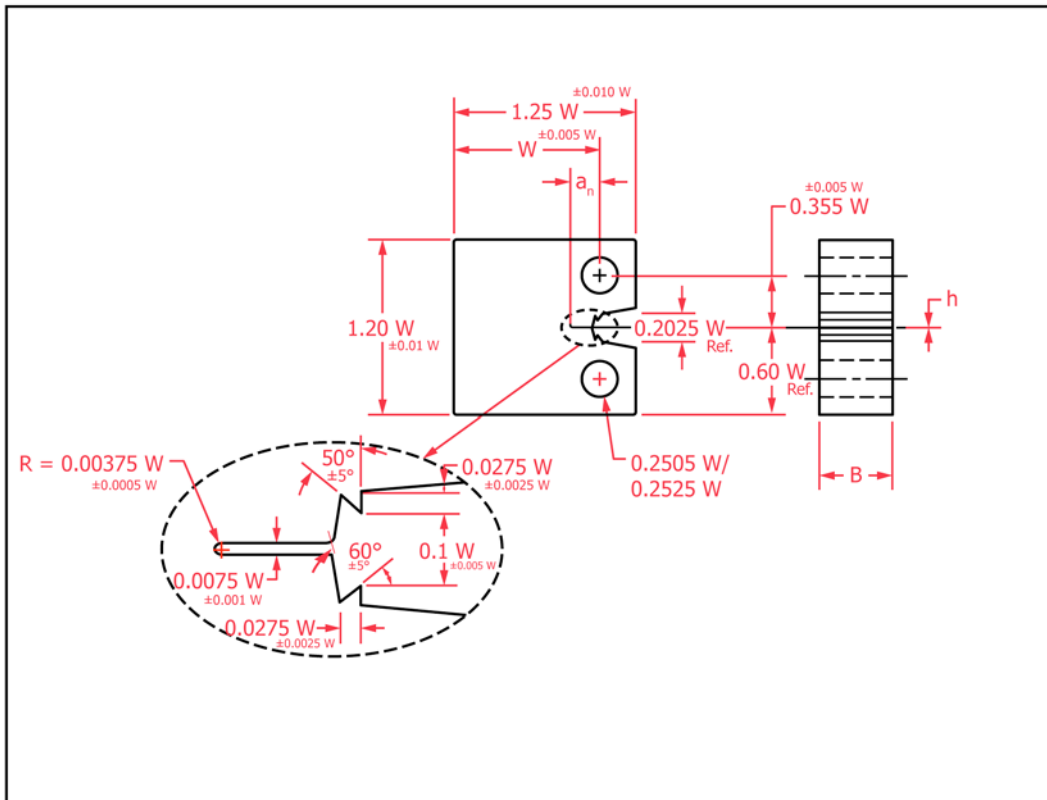 ±0.010 W
1.25 W
±0.005 W
W
aₙ
±0.005 W
0.355 W
h
1.20 W
±0.01 W
0.2025 W
Ref.
0.60 W
Ref.
R = 0.00375 W
±0.0005 W
50°
±5°
0.0275 W
±0.0025 W
0.2505 W/
0.2525 W
B
60°
±5°
0.1 W
±0.005 W
0.0075 W
±0.001 W
0.0275 W
±0.0025 W